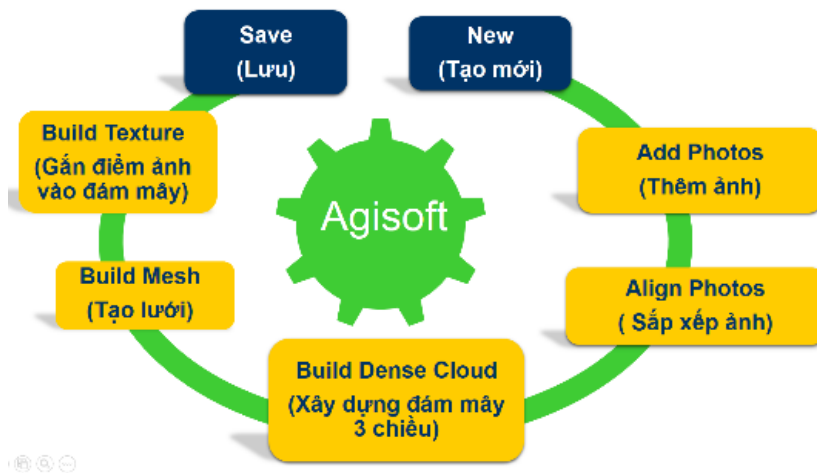 Save
(Lưu)
New
(Tạo mới)
Build Texture
(Gắn điểm ảnh
vào đám mây)
Add Photos
(Thêm ảnh)
Agisoft
Build Mesh
(Tạo lưới)
Align Photos
( Sắp xếp ảnh)
Build Dense Cloud
(Xây dựng đám mây
3 chiều)